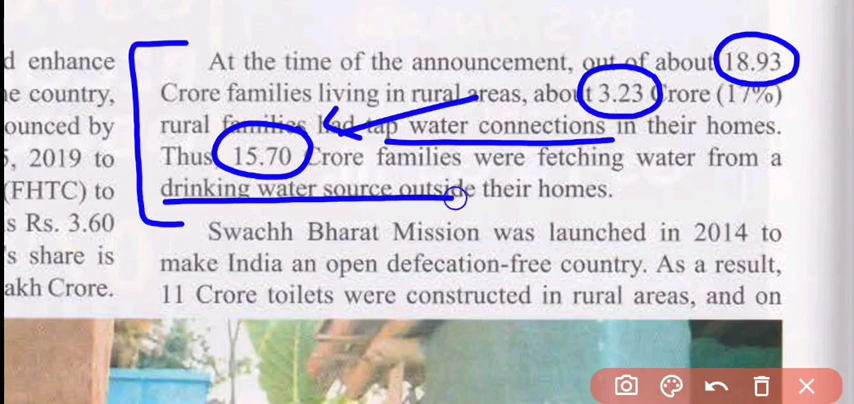 d enhance
e country,
ounced by
, 2019 to
(FHTC) to
s Rs. 3.60
's share is
akh Crore.
At the time of the announcement, out of about 18.93
Crore families living in rural areas, about 3.23 Crore (17%)
rural families had tap water connections in their homes.
Thus 15.70 Crore families were fetching water from a
drinking water source outside their homes.
Swachh Bharat Mission was launched in 2014 to
make India an open defecation-free country. As a result,
11 Crore toilets were constructed in rural areas, and on